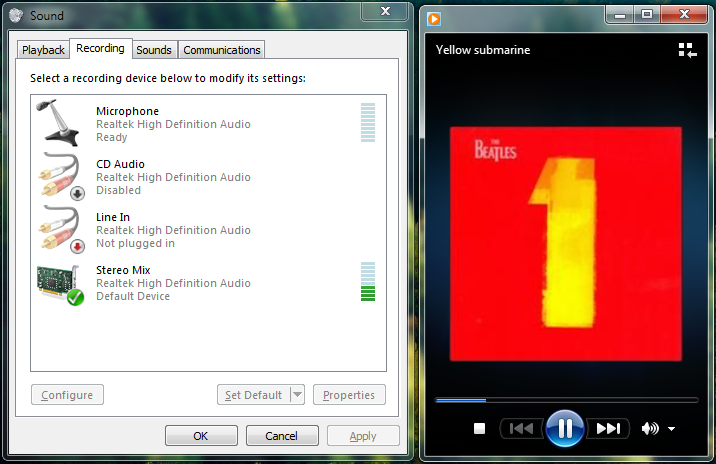 Sound
Playback Recording Sounds Communications
Select a recording device below to modify its settings:
Microphone
Realtek High Definition Audio
Ready
CD Audio
Realtek High Definition Audio
Disabled
Line In
Realtek High Definition Audio
Not plugged in
Stereo Mix
Realtek High Definition Audio
Default Device
Configure Set Default Properties
OK Cancel Apply
Yellow submarine
THE
BEATLES
1